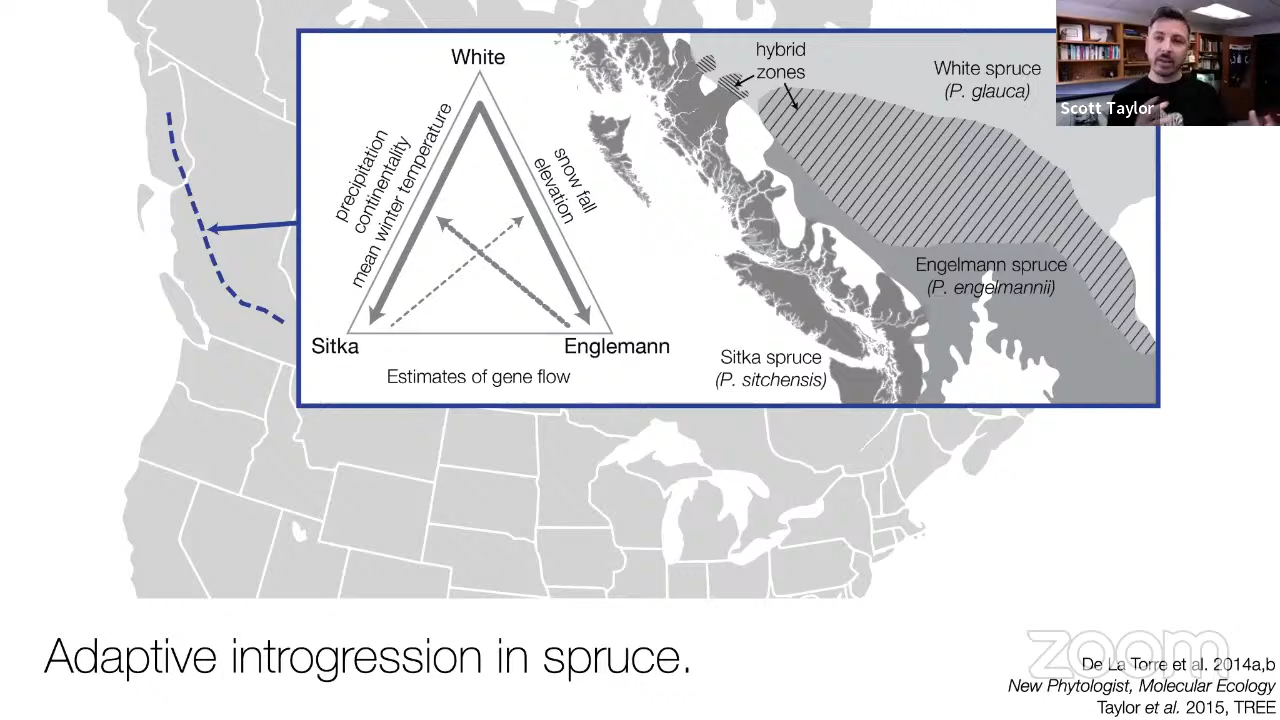 White
precipitation
continentality
mean winter temperature
snow fall
elevation
Sitka
Englemann
Estimates of gene flow
hybrid
zones
White spruce
(P. glauca)
Engelmann spruce
(P. engelmannii)
Sitka spruce
(P. sitchensis)
Scott Taylor
Adaptive introgression in spruce.
zoom
De La Torre et al. 2014a,b
New Phytologist, Molecular Ecology
Taylor et al. 2015, TREE